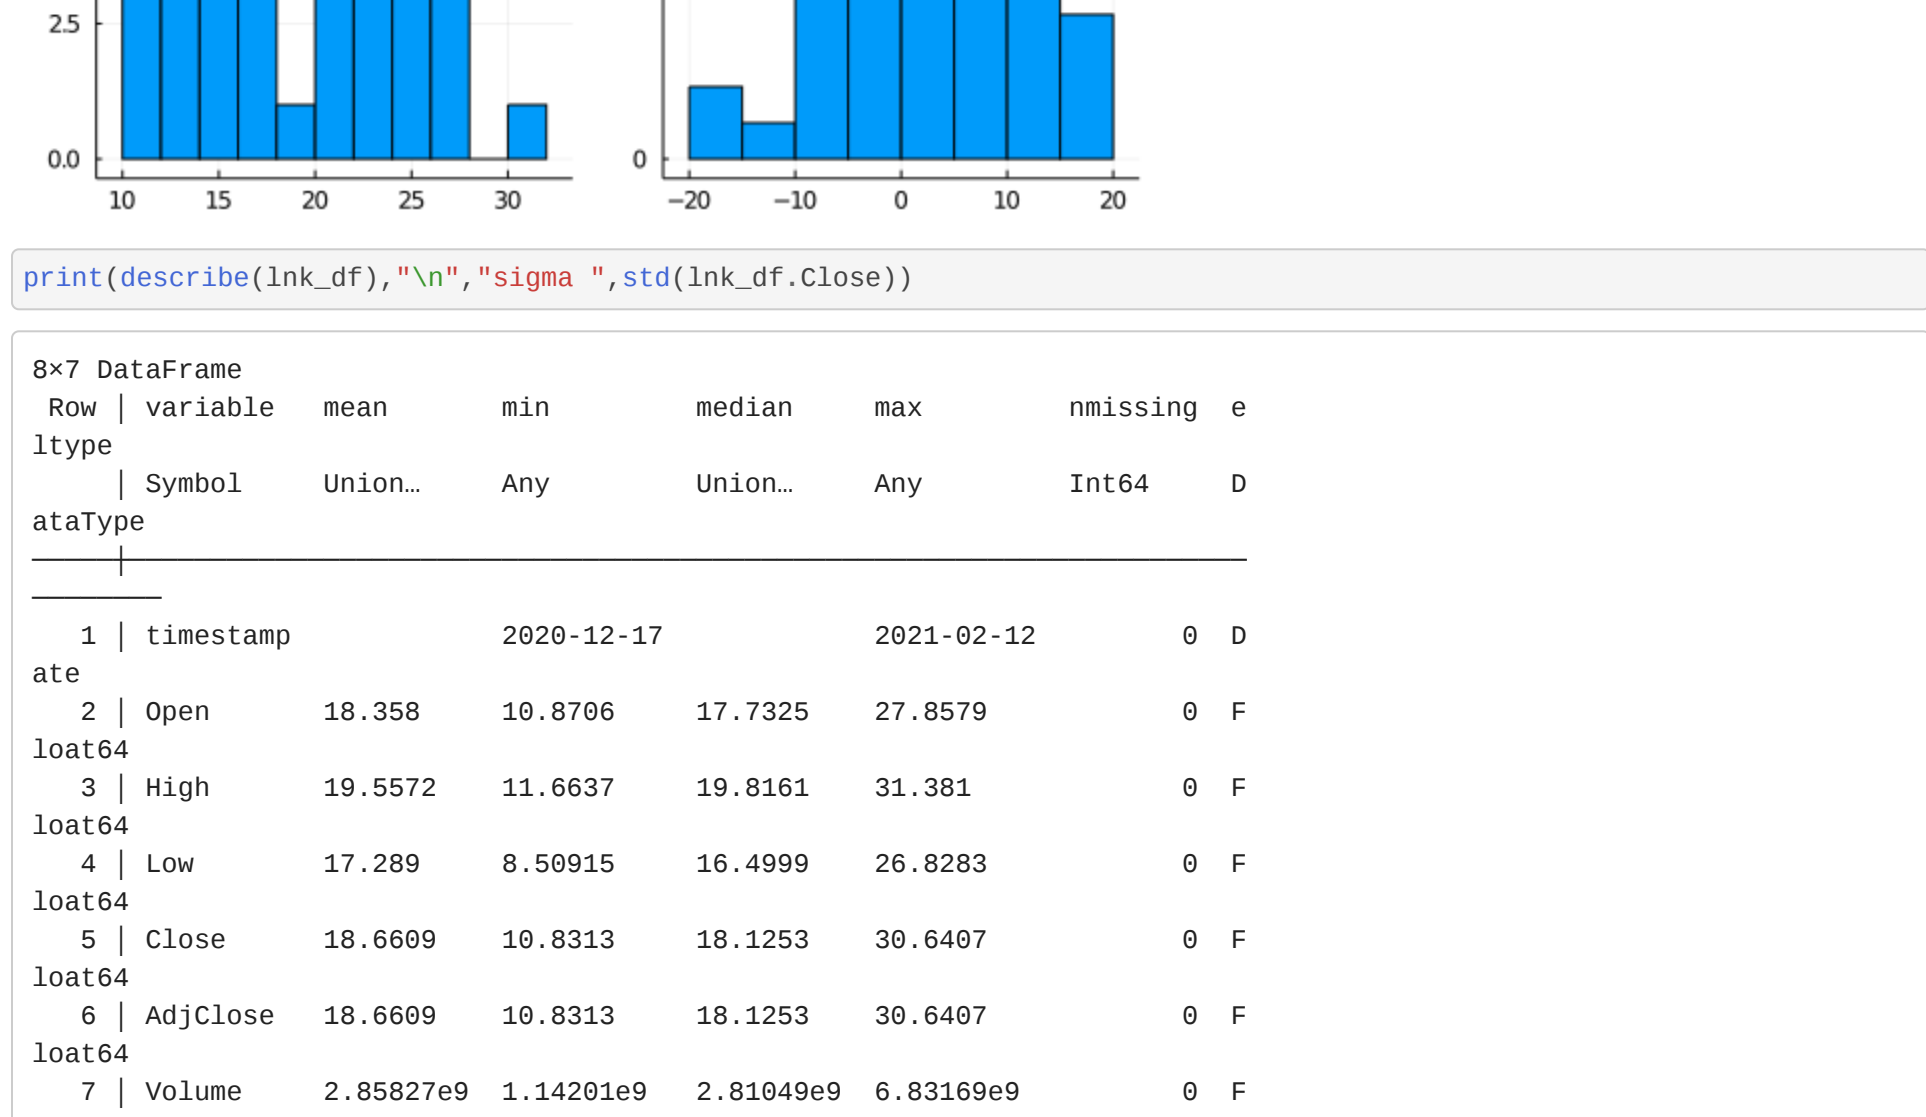 2.5
0.0 0
10 15 20 25 30 −20 −10 0 10 20
print(describe(lnk_df),"\n","sigma ",std(lnk_df.Close))
8×7 DataFrame
 Row │ variable   mean       min         median     max         nmissing  e
ltype
     │ Symbol     Union…     Any         Union…     Any         Int64     D
ataType
─────┼──────────────────────────────────────────────────────────────────────
────────
   1 │ timestamp             2020-12-17             2021-02-12         0  D
ate
   2 │ Open       18.358     10.8706     17.7325    27.8579            0  F
loat64
   3 │ High       19.5572    11.6637     19.8161    31.381             0  F
loat64
   4 │ Low        17.289     8.50915     16.4999    26.8283            0  F
loat64
   5 │ Close      18.6609    10.8313     18.1253    30.6407            0  F
loat64
   6 │ AdjClose   18.6609    10.8313     18.1253    30.6407            0  F
loat64
   7 │ Volume     2.85827e9  1.14201e9   2.81049e9  6.83169e9          0  F